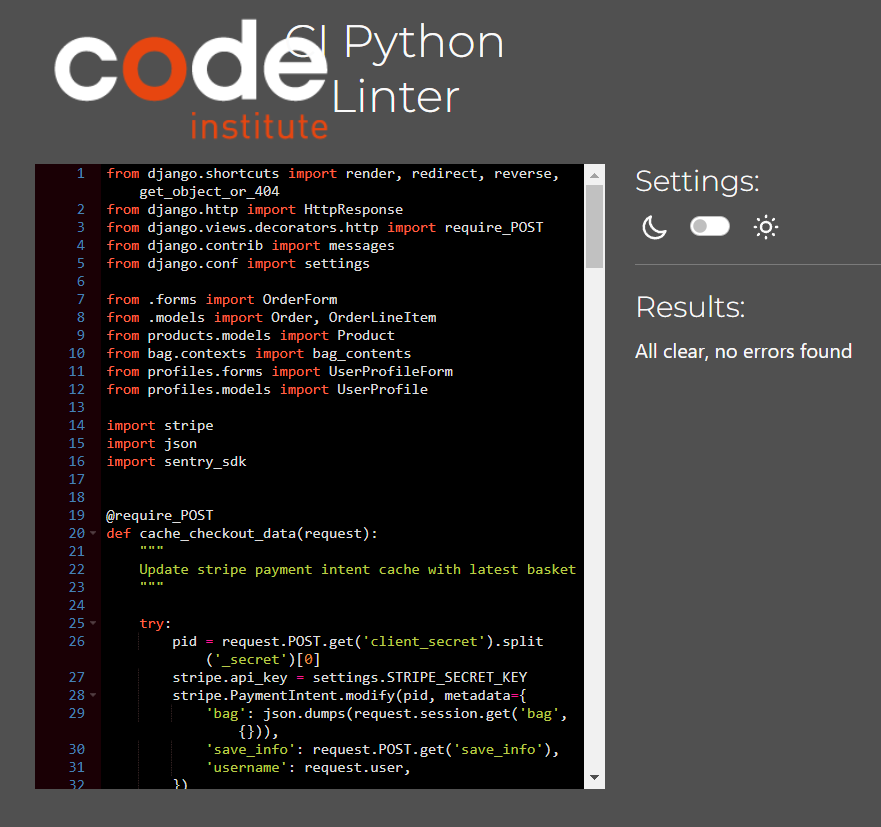 code
institute
CI Python
Linter
1 from django.shortcuts import render, redirect, reverse,
get_object_or_404
2 from django.http import HttpResponse
3 from django.views.decorators.http import require_POST
4 from django.contrib import messages
5 from django.conf import settings
6
7 from .forms import OrderForm
8 from .models import Order, OrderLineItem
9 from products.models import Product
10 from bag.contexts import bag_contents
11 from profiles.forms import UserProfileForm
12 from profiles.models import UserProfile
13
14 import stripe
15 import json
16 import sentry_sdk
17
18
19 @require_POST
20 def cache_checkout_data(request):
21 """
22 Update stripe payment intent cache with latest basket
23 """
24
25 try:
26 pid = request.POST.get('client_secret').split
('_secret')[0]
27 stripe.api_key = settings.STRIPE_SECRET_KEY
28 stripe.PaymentIntent.modify(pid, metadata={
29 'bag': json.dumps(request.session.get('bag',
{})),
30 'save_info': request.POST.get('save_info'),
31 'username': request.user,
32 })
Settings:
Results:
All clear, no errors found